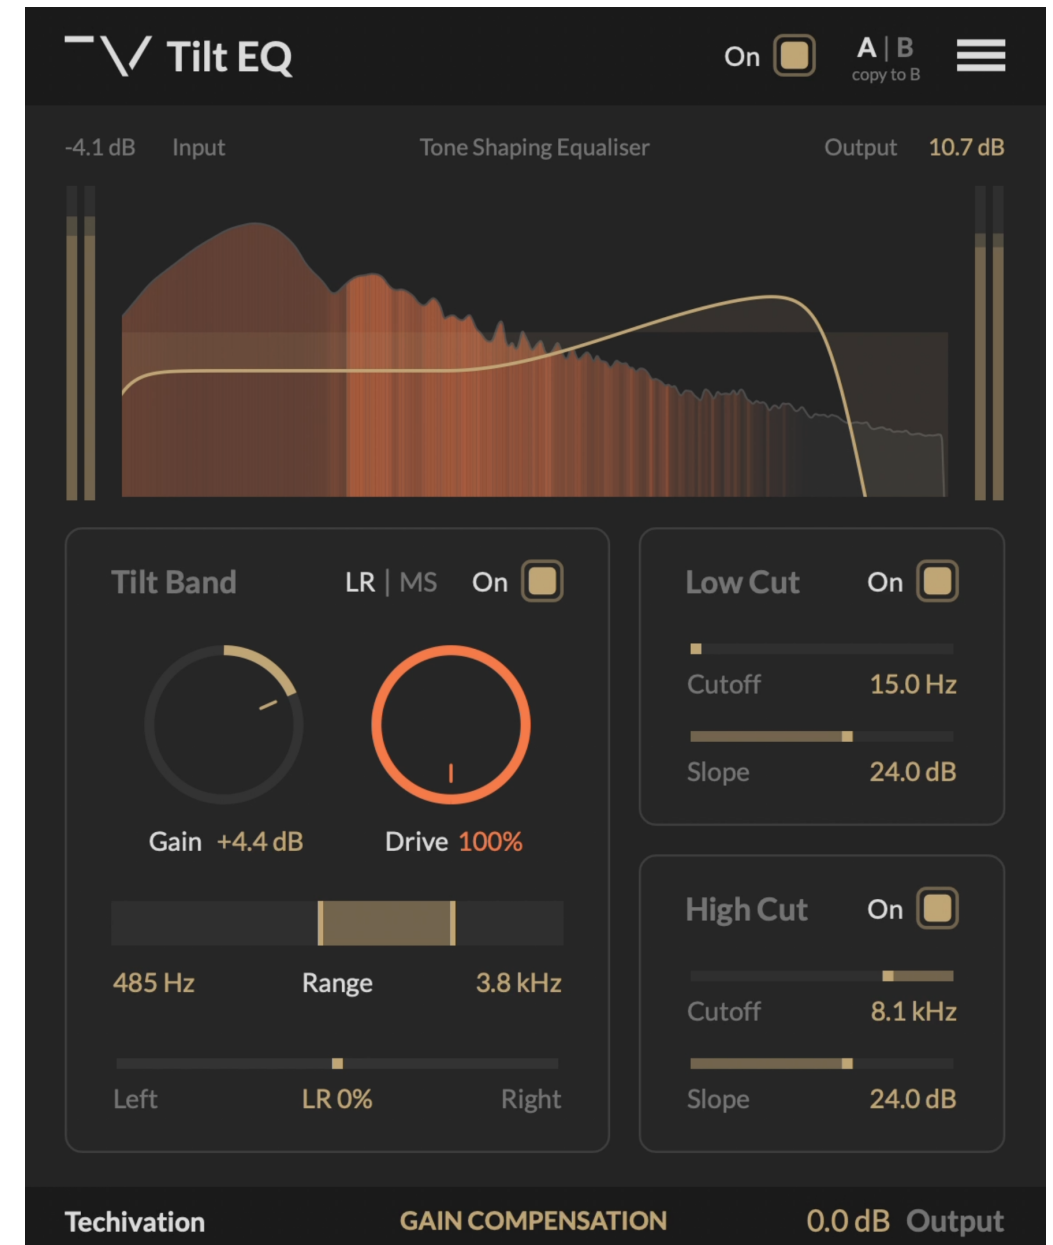 Tilt EQ On A | B
copy to B
-4.1 dB Input Tone Shaping Equaliser Output 10.7 dB
Tilt Band LR | MS On
Gain +4.4 dB Drive 100%
485 Hz Range 3.8 kHz
Left LR 0% Right
Low Cut On
Cutoff 15.0 Hz
Slope 24.0 dB
High Cut On
Cutoff 8.1 kHz
Slope 24.0 dB
Techivation GAIN COMPENSATION 0.0 dB Output